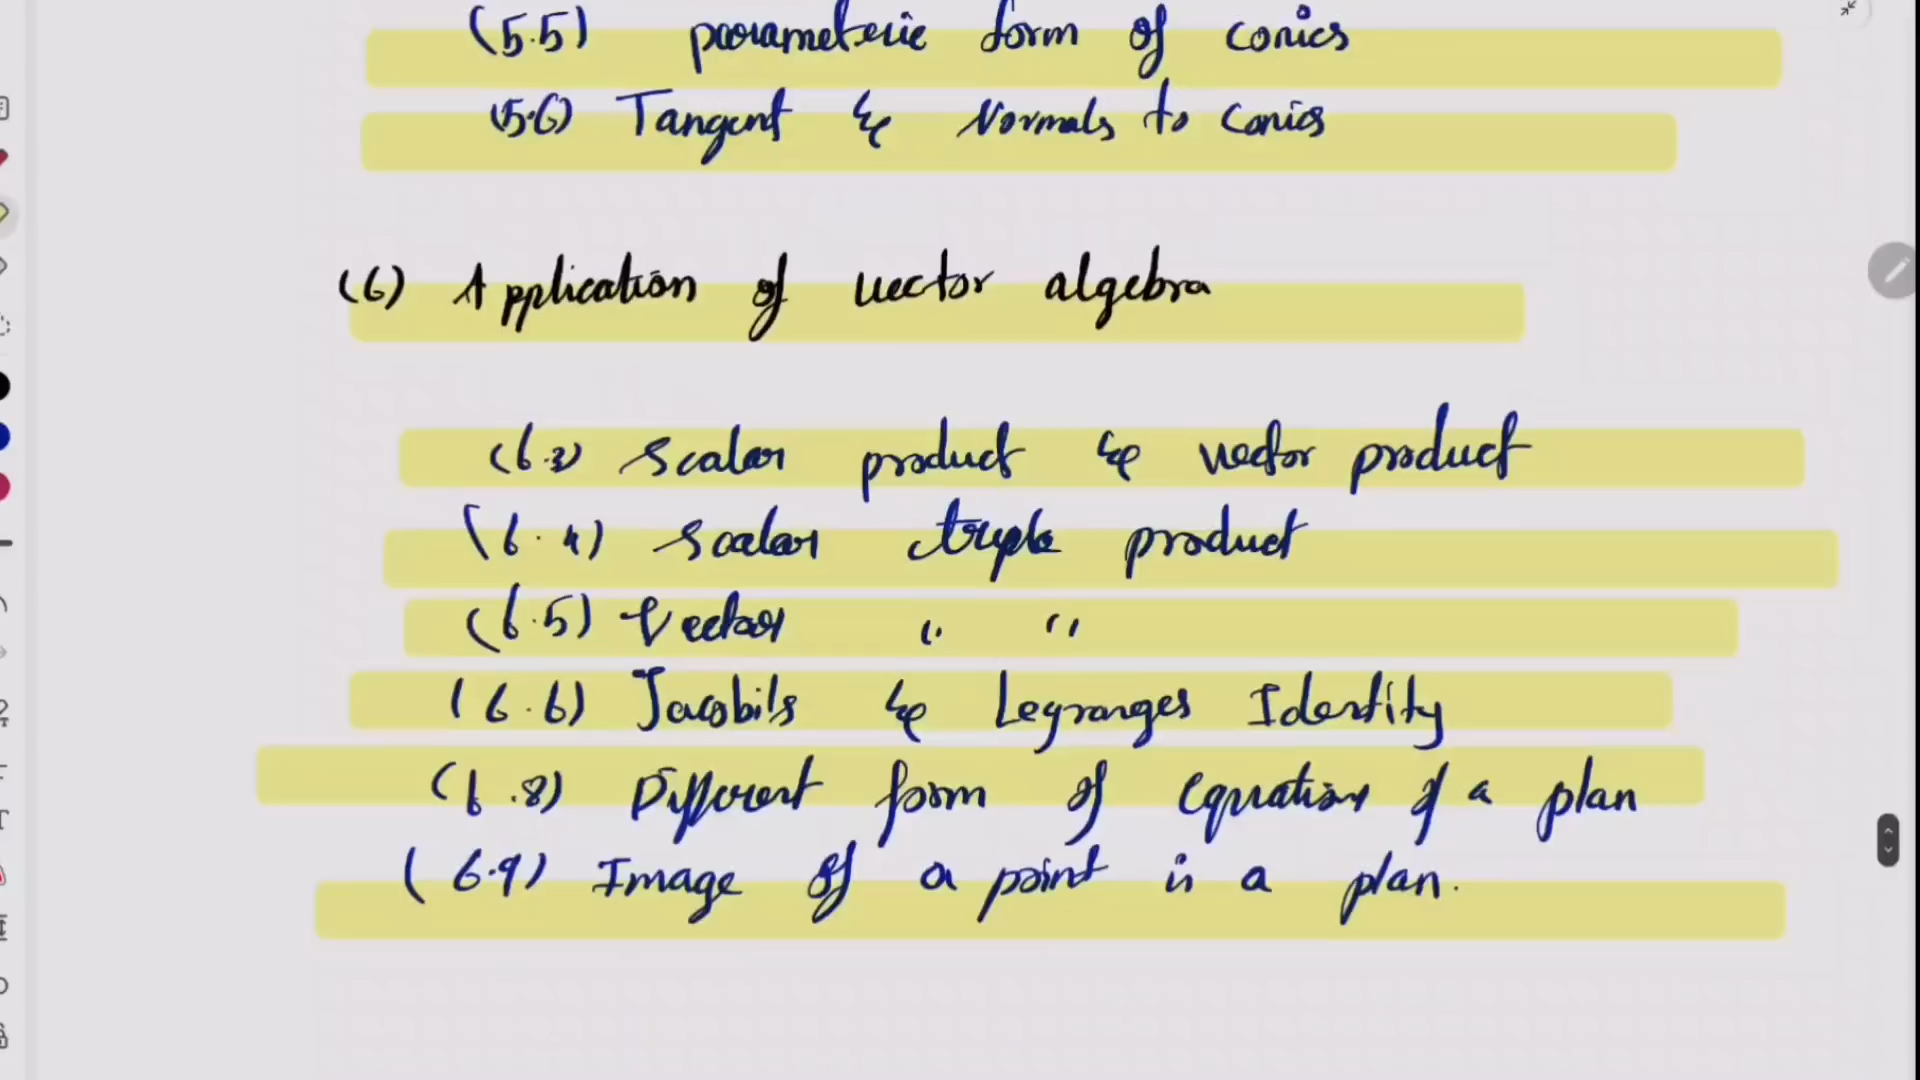 (5.5) parameteric form of conics
(5.6) Tangent & Normals to conics
(6) Application of vector algebra
(6.3) Scalar product & vector product
(6.4) Scalar triple product
(6.5) Vector " "
(6.6) Jacobi's & Legranges Identity
(6.8) Different form of equation of a plan
(6.9) Image of a point in a plan.